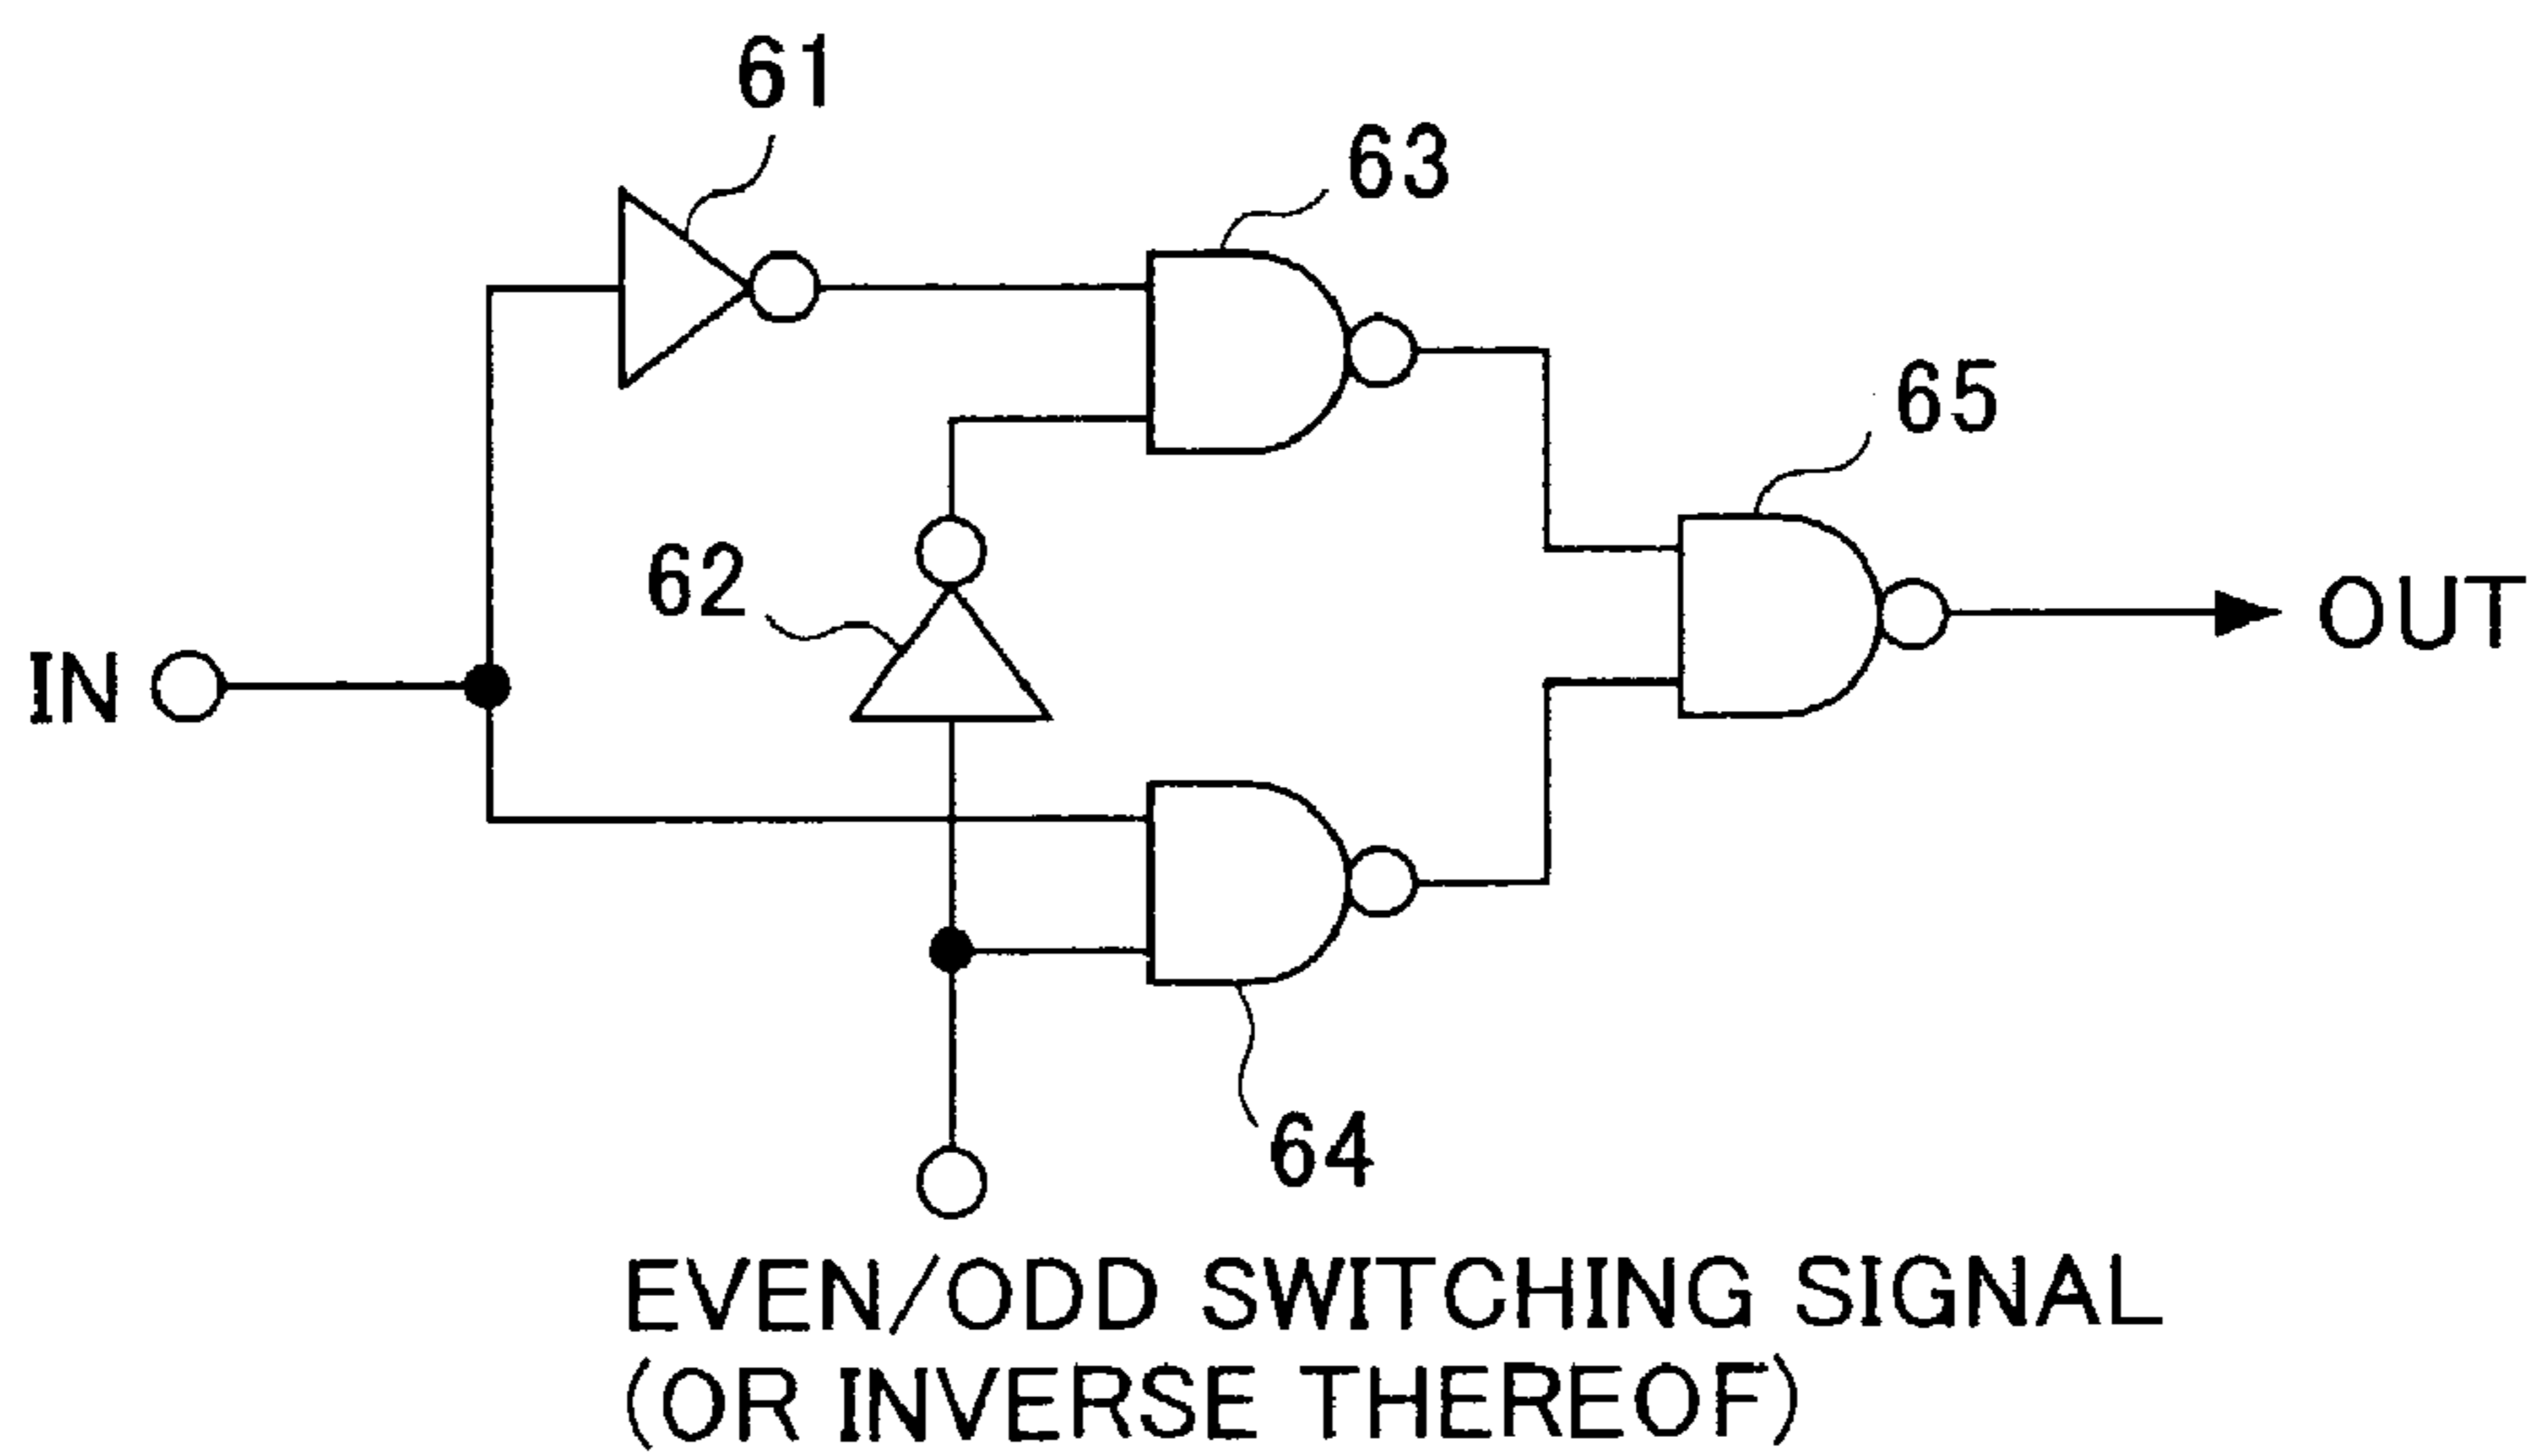 61
63
65
62
IN
OUT
64
EVEN/ODD SWITCHING SIGNAL
(OR INVERSE THEREOF)